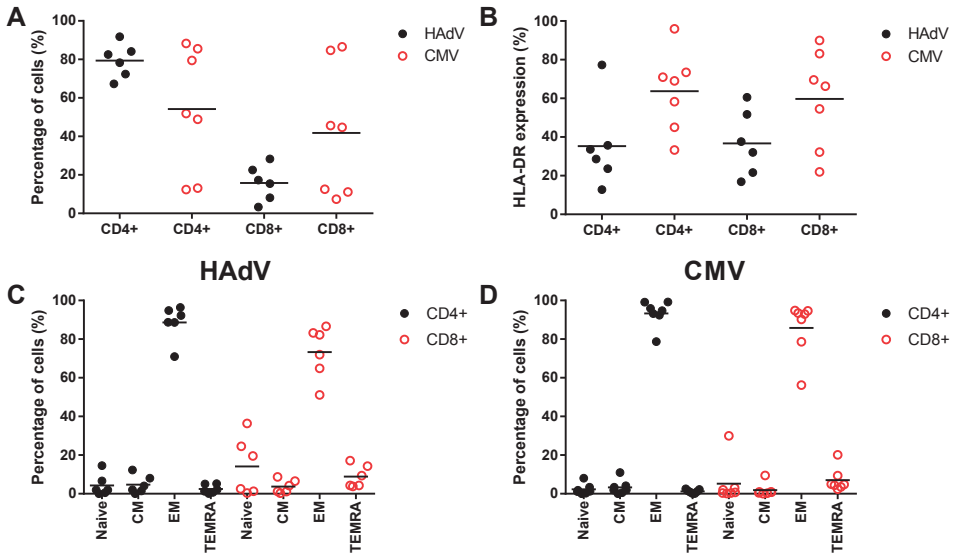 A
Percentage of cells (%)
100
80
60
40
20
0
CD4+ CD4+ CD8+ CD8+
HAdV
CMV
B
HLA-DR expression (%)
100
80
60
40
20
0
CD4+ CD4+ CD8+ CD8+
HAdV
CMV
HAdV
C
Percentage of cells (%)
100
80
60
40
20
0
Naive CM EM TEMRA Naive CM EM TEMRA
CD4+
CD8+
CMV
D
Percentage of cells (%)
100
80
60
40
20
0
Naive CM EM TEMRA Naive CM EM TEMRA
CD4+
CD8+